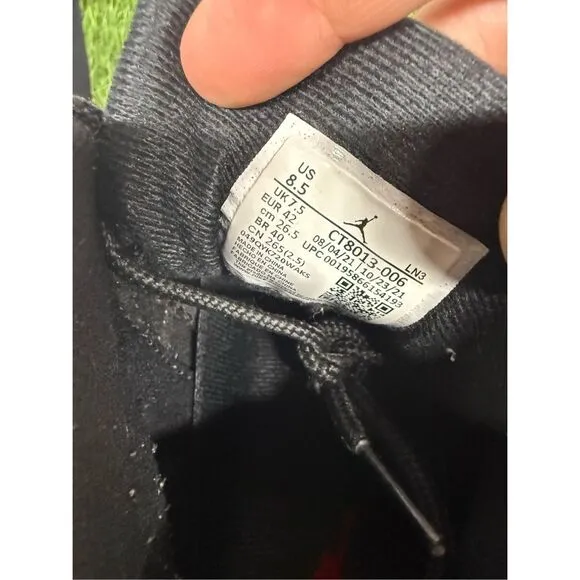 US
8.5
UK 7.5
EUR 42
cm 26.5
BR 40
CN 265(2.5)
MADE IN CHINA
CT8013-006
LN3
08/04/21 10/23/21
UPC 00195866154193